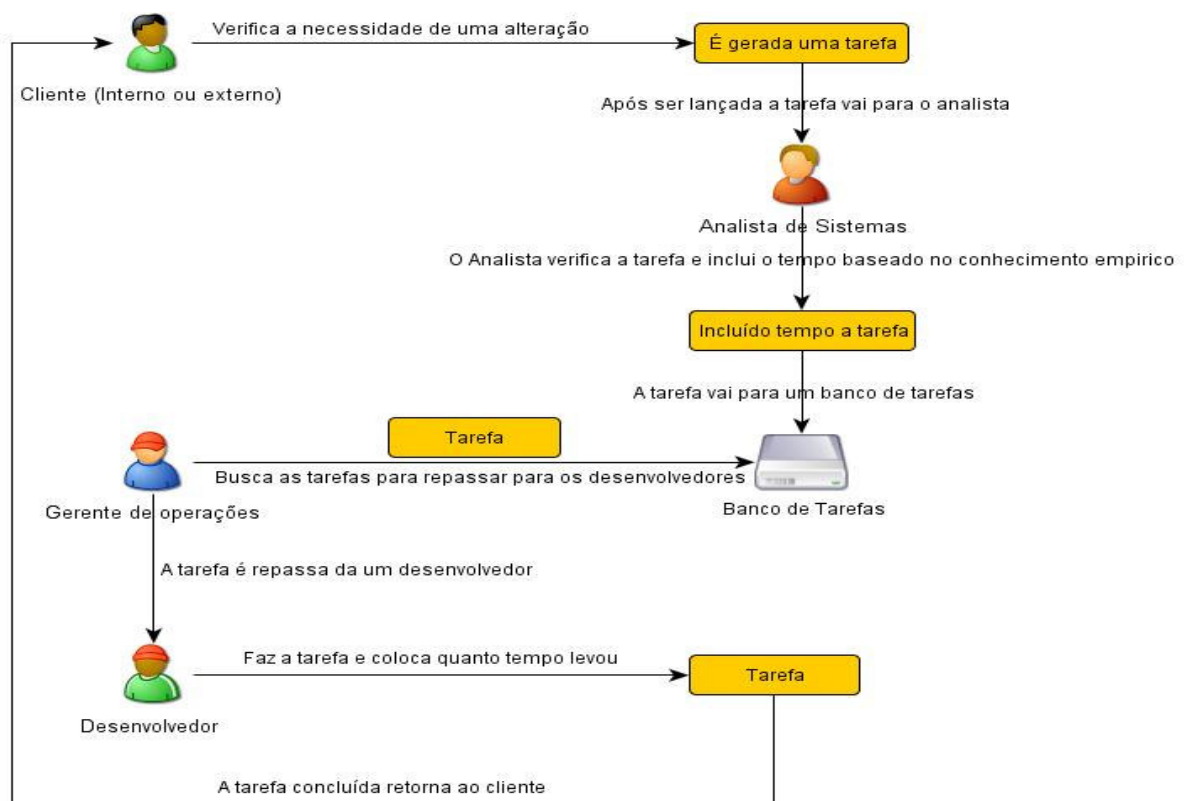 Verifica a necessidade de uma alteração
É gerada uma tarefa
Cliente (Interno ou externo)
Após ser lançada a tarefa vai para o analista
Analista de Sistemas
O Analista verifica a tarefa e inclui o tempo baseado no conhecimento empirico
Incluído tempo a tarefa
A tarefa vai para um banco de tarefas
Tarefa
Busca as tarefas para repassar para os desenvolvedores
Gerente de operações
Banco de Tarefas
A tarefa é repassa da um desenvolvedor
Faz a tarefa e coloca quanto tempo levou
Tarefa
Desenvolvedor
A tarefa concluída retorna ao cliente